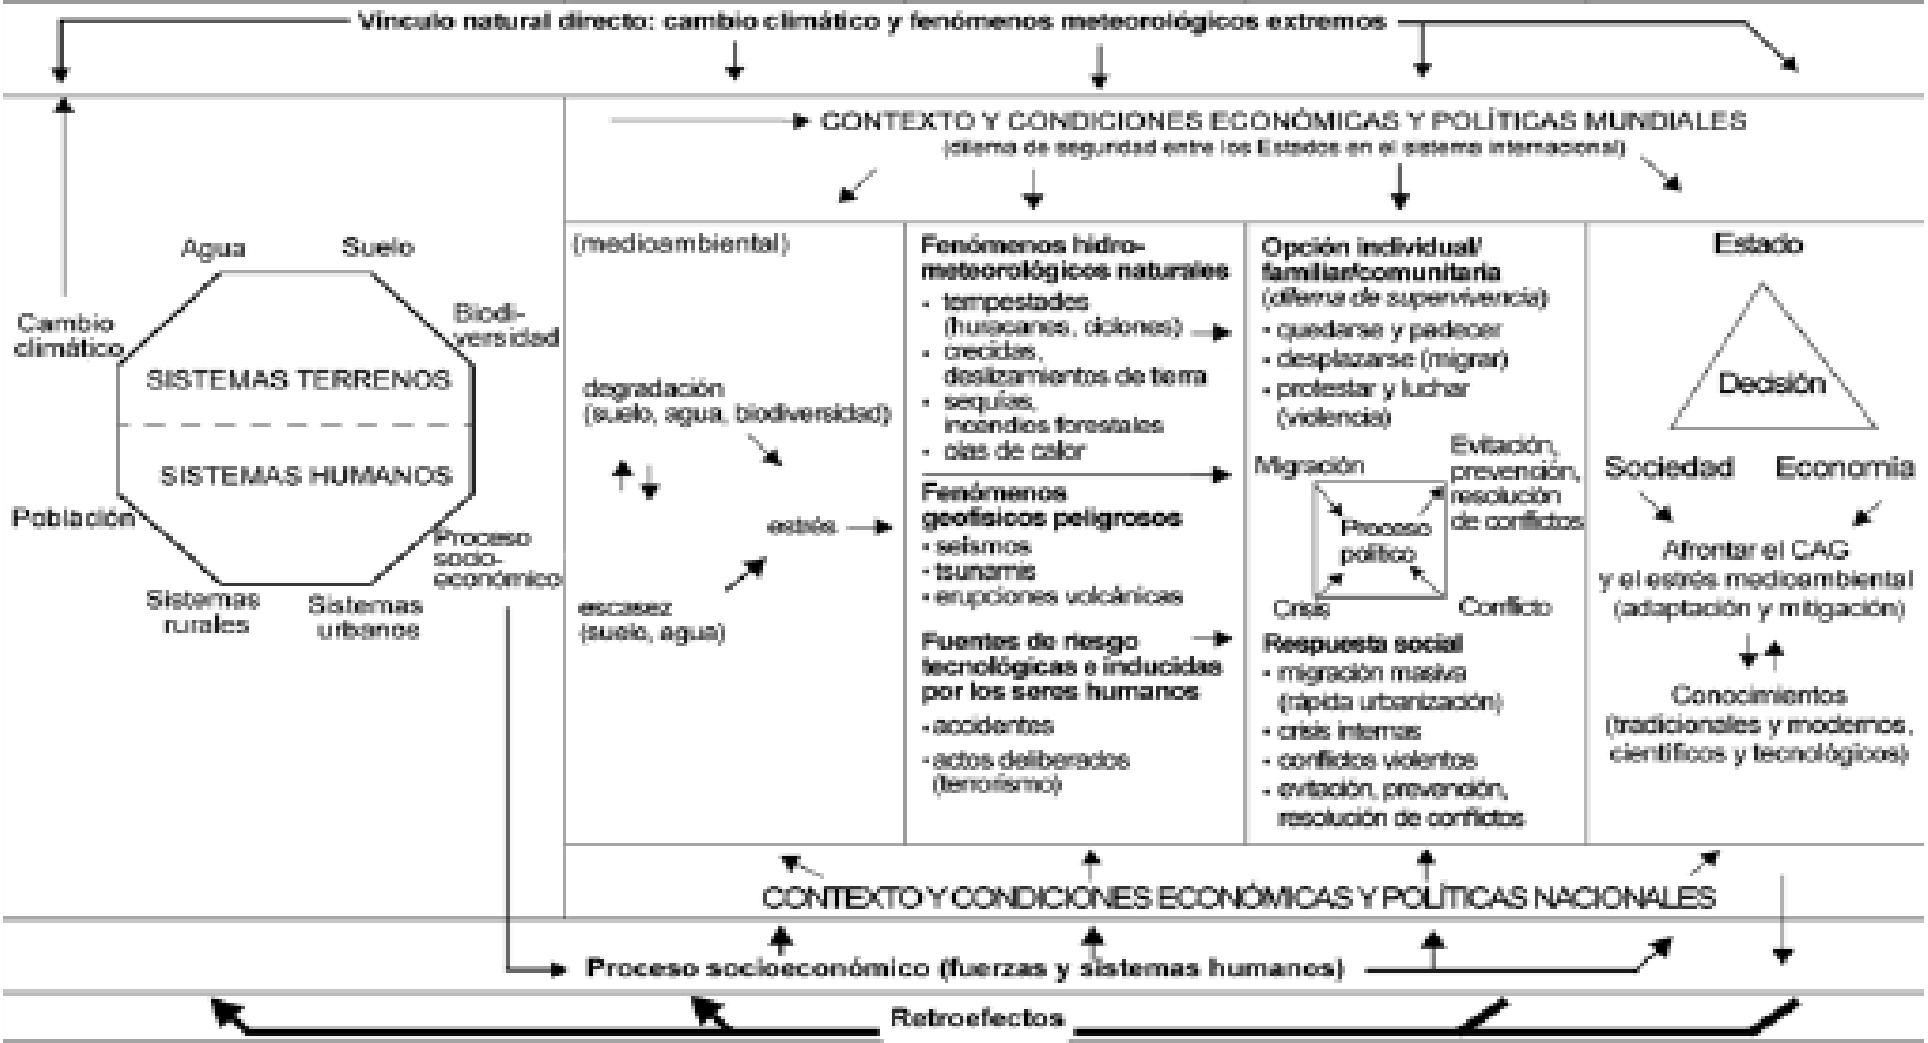 Vínculo natural directo: cambio climático y fenómenos meteorológicos extremos
CONTEXTO Y CONDICIONES ECONÓMICAS Y POLÍTICAS MUNDIALES
(dilema de seguridad entre los Estados en el sistema internacional)
Agua
Suelo
Cambio
climático
Biodi-
versidad
SISTEMAS TERRENOS
SISTEMAS HUMANOS
Población
Proceso
socio-
económico
Sistemas
rurales
Sistemas
urbanos
(medioambiental)
degradación
(suelo, agua, biodiversidad)
estrés
escasez
(suelo, agua)
Fenómenos hidro-
meteorológicos naturales
• tempestades
(huracanes, ciclones)
• crecidas,
deslizamientos de tierra
• sequías,
incendios forestales
• olas de calor
Fenómenos
geofísicos peligrosos
• seísmos
• tsunamis
• erupciones volcánicas
Fuentes de riesgo
tecnológicas e inducidas
por los seres humanos
• accidentes
• actos deliberados
(terrorismo)
Opción individual/
familiar/comunitaria
(dilema de supervivencia)
• quedarse y padecer
• desplazarse (migrar)
• protestar y luchar
(violencia)
Migración
Evitación,
prevención,
resolución
de conflictos
Proceso
político
Crisis
Conflicto
Respuesta social
• migración masiva
(rápida urbanización)
• crisis internas
• conflictos violentos
• evitación, prevención,
resolución de conflictos
Estado
Decisión
Sociedad
Economía
Afrontar el CAG
y el estrés medioambiental
(adaptación y mitigación)
Conocimientos
(tradicionales y modernos,
científicos y tecnológicos)
CONTEXTO Y CONDICIONES ECONÓMICAS Y POLÍTICAS NACIONALES
Proceso socioeconómico (fuerzas y sistemas humanos)
Retroefectos